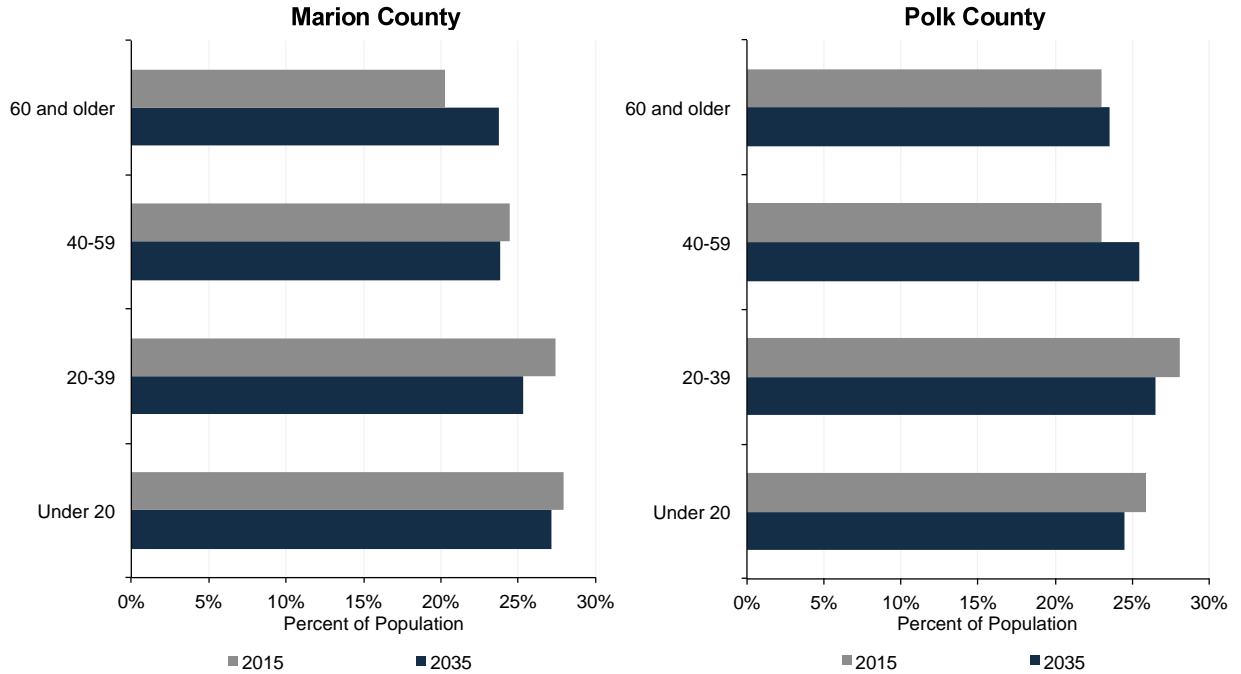 Marion County
60 and older
40-59
20-39
Under 20
0% 5% 10% 15% 20% 25% 30%
Percent of Population
2015 2035
Polk County
60 and older
40-59
20-39
Under 20
0% 5% 10% 15% 20% 25% 30%
Percent of Population
2015 2035